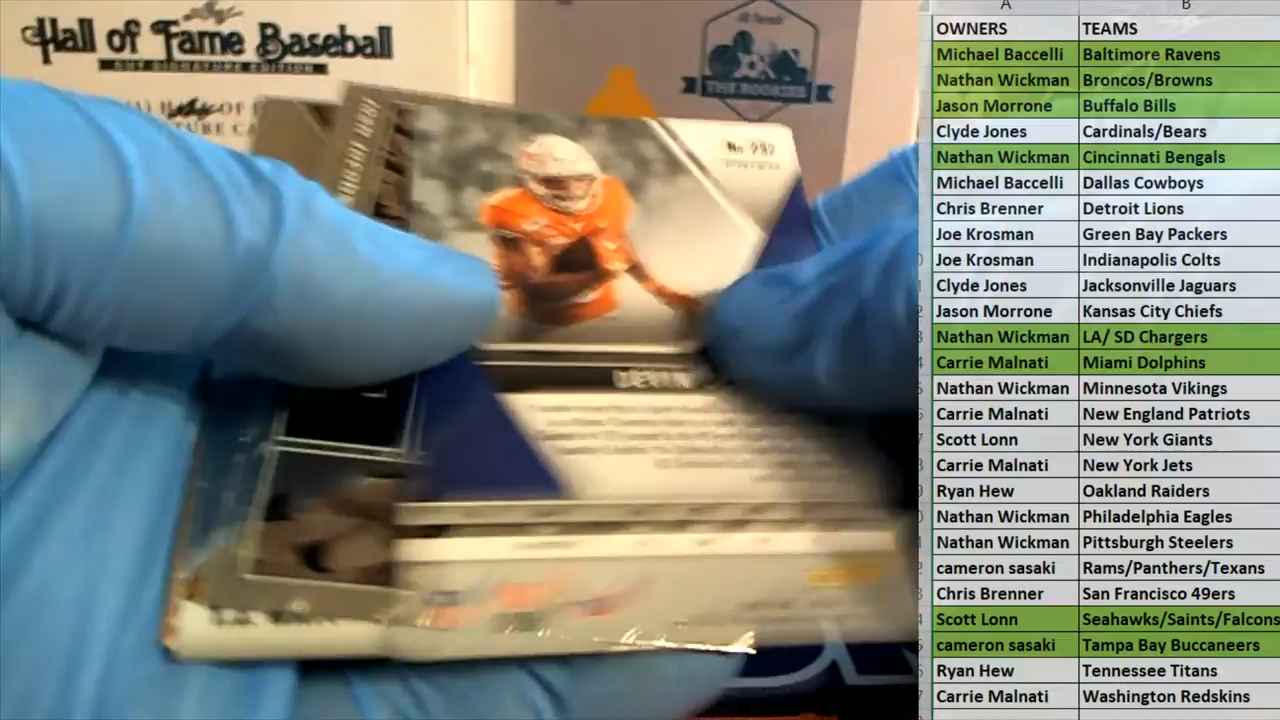 Hall of Fame Baseball
CUT SIGNATURE EDITION
THE ROOKIES
No. 292
DEVIN
A B
OWNERS TEAMS
Michael Baccelli Baltimore Ravens
Nathan Wickman Broncos/Browns
Jason Morrone Buffalo Bills
Clyde Jones Cardinals/Bears
Nathan Wickman Cincinnati Bengals
Michael Baccelli Dallas Cowboys
Chris Brenner Detroit Lions
Joe Krosman Green Bay Packers
Joe Krosman Indianapolis Colts
Clyde Jones Jacksonville Jaguars
Jason Morrone Kansas City Chiefs
Nathan Wickman LA/ SD Chargers
Carrie Malnati Miami Dolphins
Nathan Wickman Minnesota Vikings
Carrie Malnati New England Patriots
Scott Lonn New York Giants
Carrie Malnati New York Jets
Ryan Hew Oakland Raiders
Nathan Wickman Philadelphia Eagles
Nathan Wickman Pittsburgh Steelers
cameron sasaki Rams/Panthers/Texans
Chris Brenner San Francisco 49ers
Scott Lonn Seahawks/Saints/Falcons
cameron sasaki Tampa Bay Buccaneers
Ryan Hew Tennessee Titans
Carrie Malnati Washington Redskins